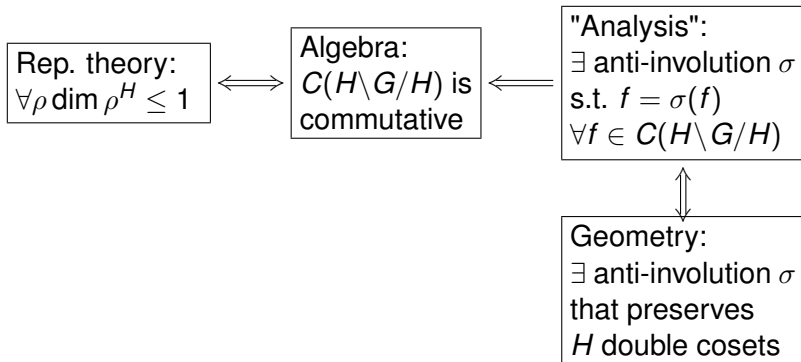 Rep. theory:
∀ρ dim ρ^H ≤ 1
⟺
Algebra:
C(H\G/H) is
commutative
⟸
"Analysis":
∃ anti-involution σ
s.t. f = σ(f)
∀f ∈ C(H\G/H)
⇕
Geometry:
∃ anti-involution σ
that preserves
H double cosets